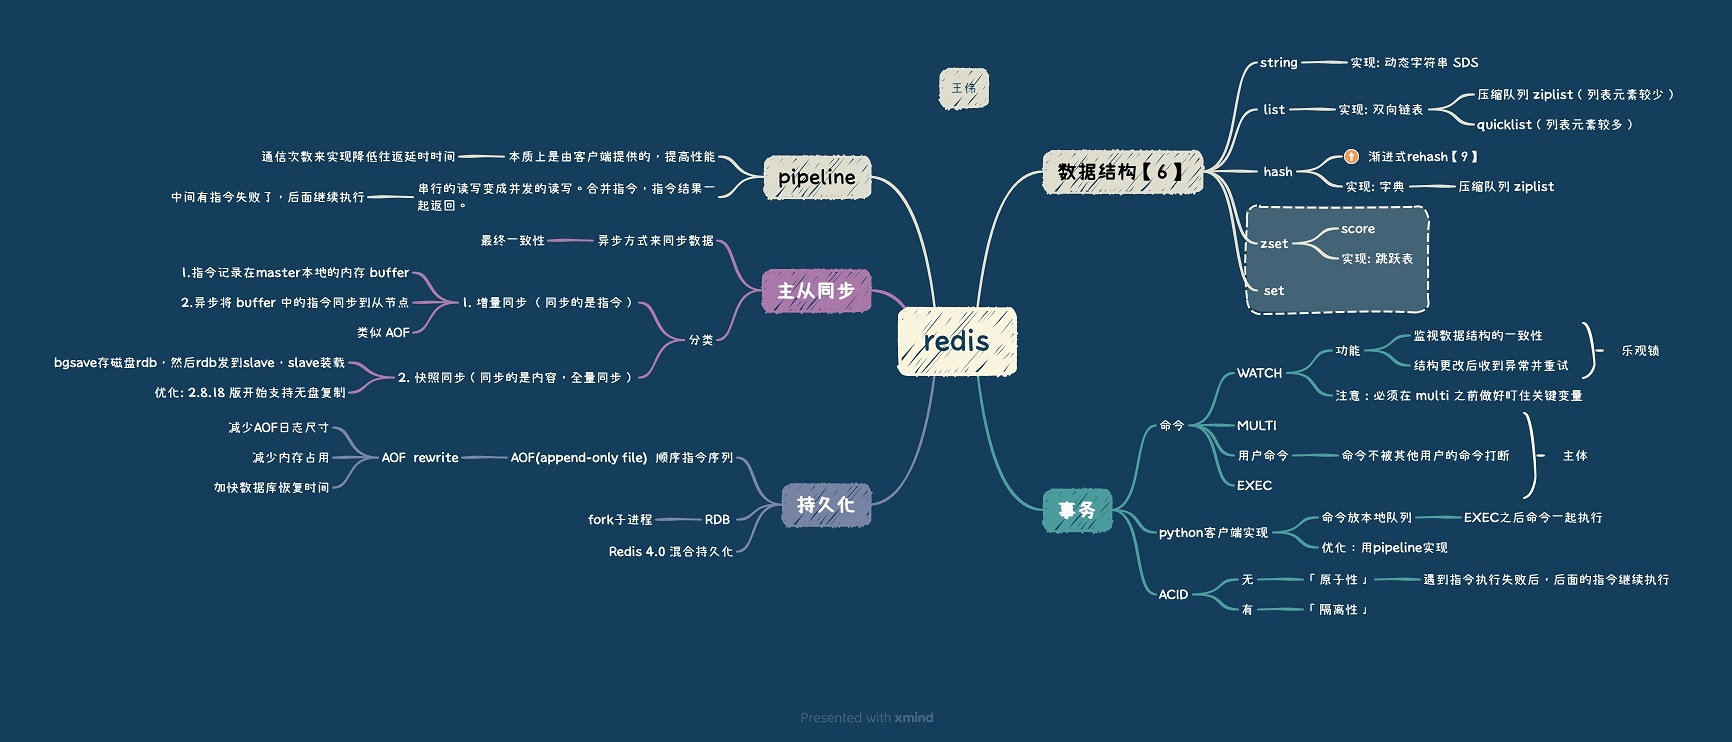 王伟
redis
pipeline
本质上是由客户端提供的，提高性能
通信次数来实现降低往返延时时间
串行的读写变成并发的读写。合并指令，指令结果一
起返回。
中间有指令失败了，后面继续执行
主从同步
异步方式来同步数据
最终一致性
分类
1. 增量同步（同步的是指令）
1.指令记录在master本地的内存 buffer
2.异步将 buffer 中的指令同步到从节点
类似 AOF
2. 快照同步（同步的是内容，全量同步）
bgsave存磁盘rdb，然后rdb发到slave，slave装载
优化: 2.8.18 版开始支持无盘复制
持久化
AOF(append-only file) 顺序指令序列
AOF rewrite
减少AOF日志尺寸
减少内存占用
加快数据库恢复时间
RDB
fork子进程
Redis 4.0 混合持久化
数据结构【6】
string
实现: 动态字符串 SDS
list
实现: 双向链表
压缩队列 ziplist（列表元素较少）
quicklist（列表元素较多）
hash
渐进式rehash【9】
实现: 字典
压缩队列 ziplist
zset
score
实现: 跳跃表
set
事务
命令
WATCH
功能
监视数据结构的一致性
结构更改后收到异常并重试
乐观锁
注意：必须在 multi 之前做好盯住关键变量
MULTI
用户命令
命令不被其他用户的命令打断
EXEC
主体
python客户端实现
命令放本地队列
EXEC之后命令一起执行
优化：用pipeline实现
ACID
无
「原子性」
遇到指令执行失败后，后面的指令继续执行
有
「隔离性」
Presented with xmind